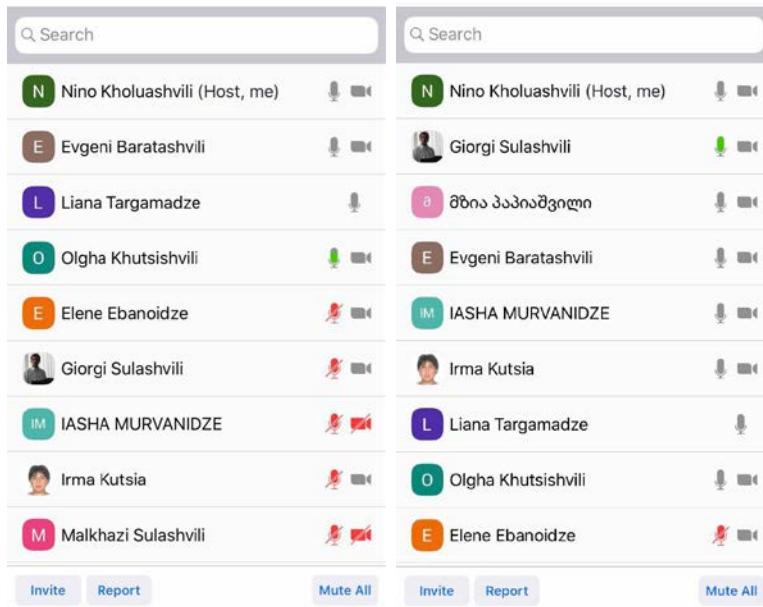 Search
N Nino Kholuashvili (Host, me)
E Evgeni Baratashvili
L Liana Targamadze
O Olgha Khutsishvili
E Elene Ebanoidze
Giorgi Sulashvili
IM IASHA MURVANIDZE
Irma Kutsia
M Malkhazi Sulashvili
Invite Report Mute All
Search
N Nino Kholuashvili (Host, me)
Giorgi Sulashvili
მ მზია პაპიაშვილი
E Evgeni Baratashvili
IM IASHA MURVANIDZE
Irma Kutsia
L Liana Targamadze
O Olgha Khutsishvili
E Elene Ebanoidze
Invite Report Mute All